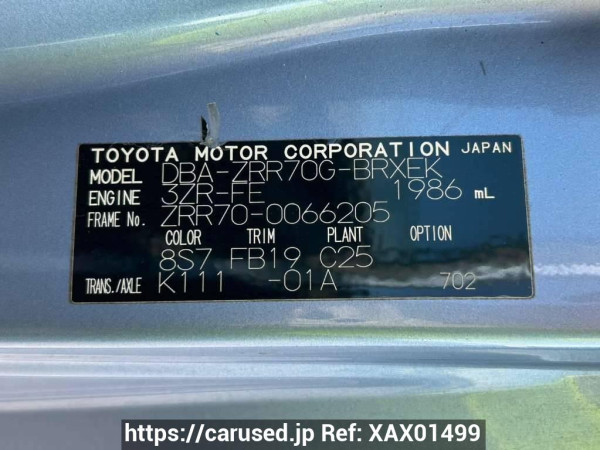 TOYOTA MOTOR CORPORATION JAPAN
MODEL DBA-ZRR70G-BRXEK
ENGINE 3ZR-FE 1986 mL
FRAME No. ZRR70-0066205
COLOR TRIM PLANT OPTION
8S7 FB19 C25
TRANS./AXLE K111 -01A 702
https://carused.jp Ref: XAX01499